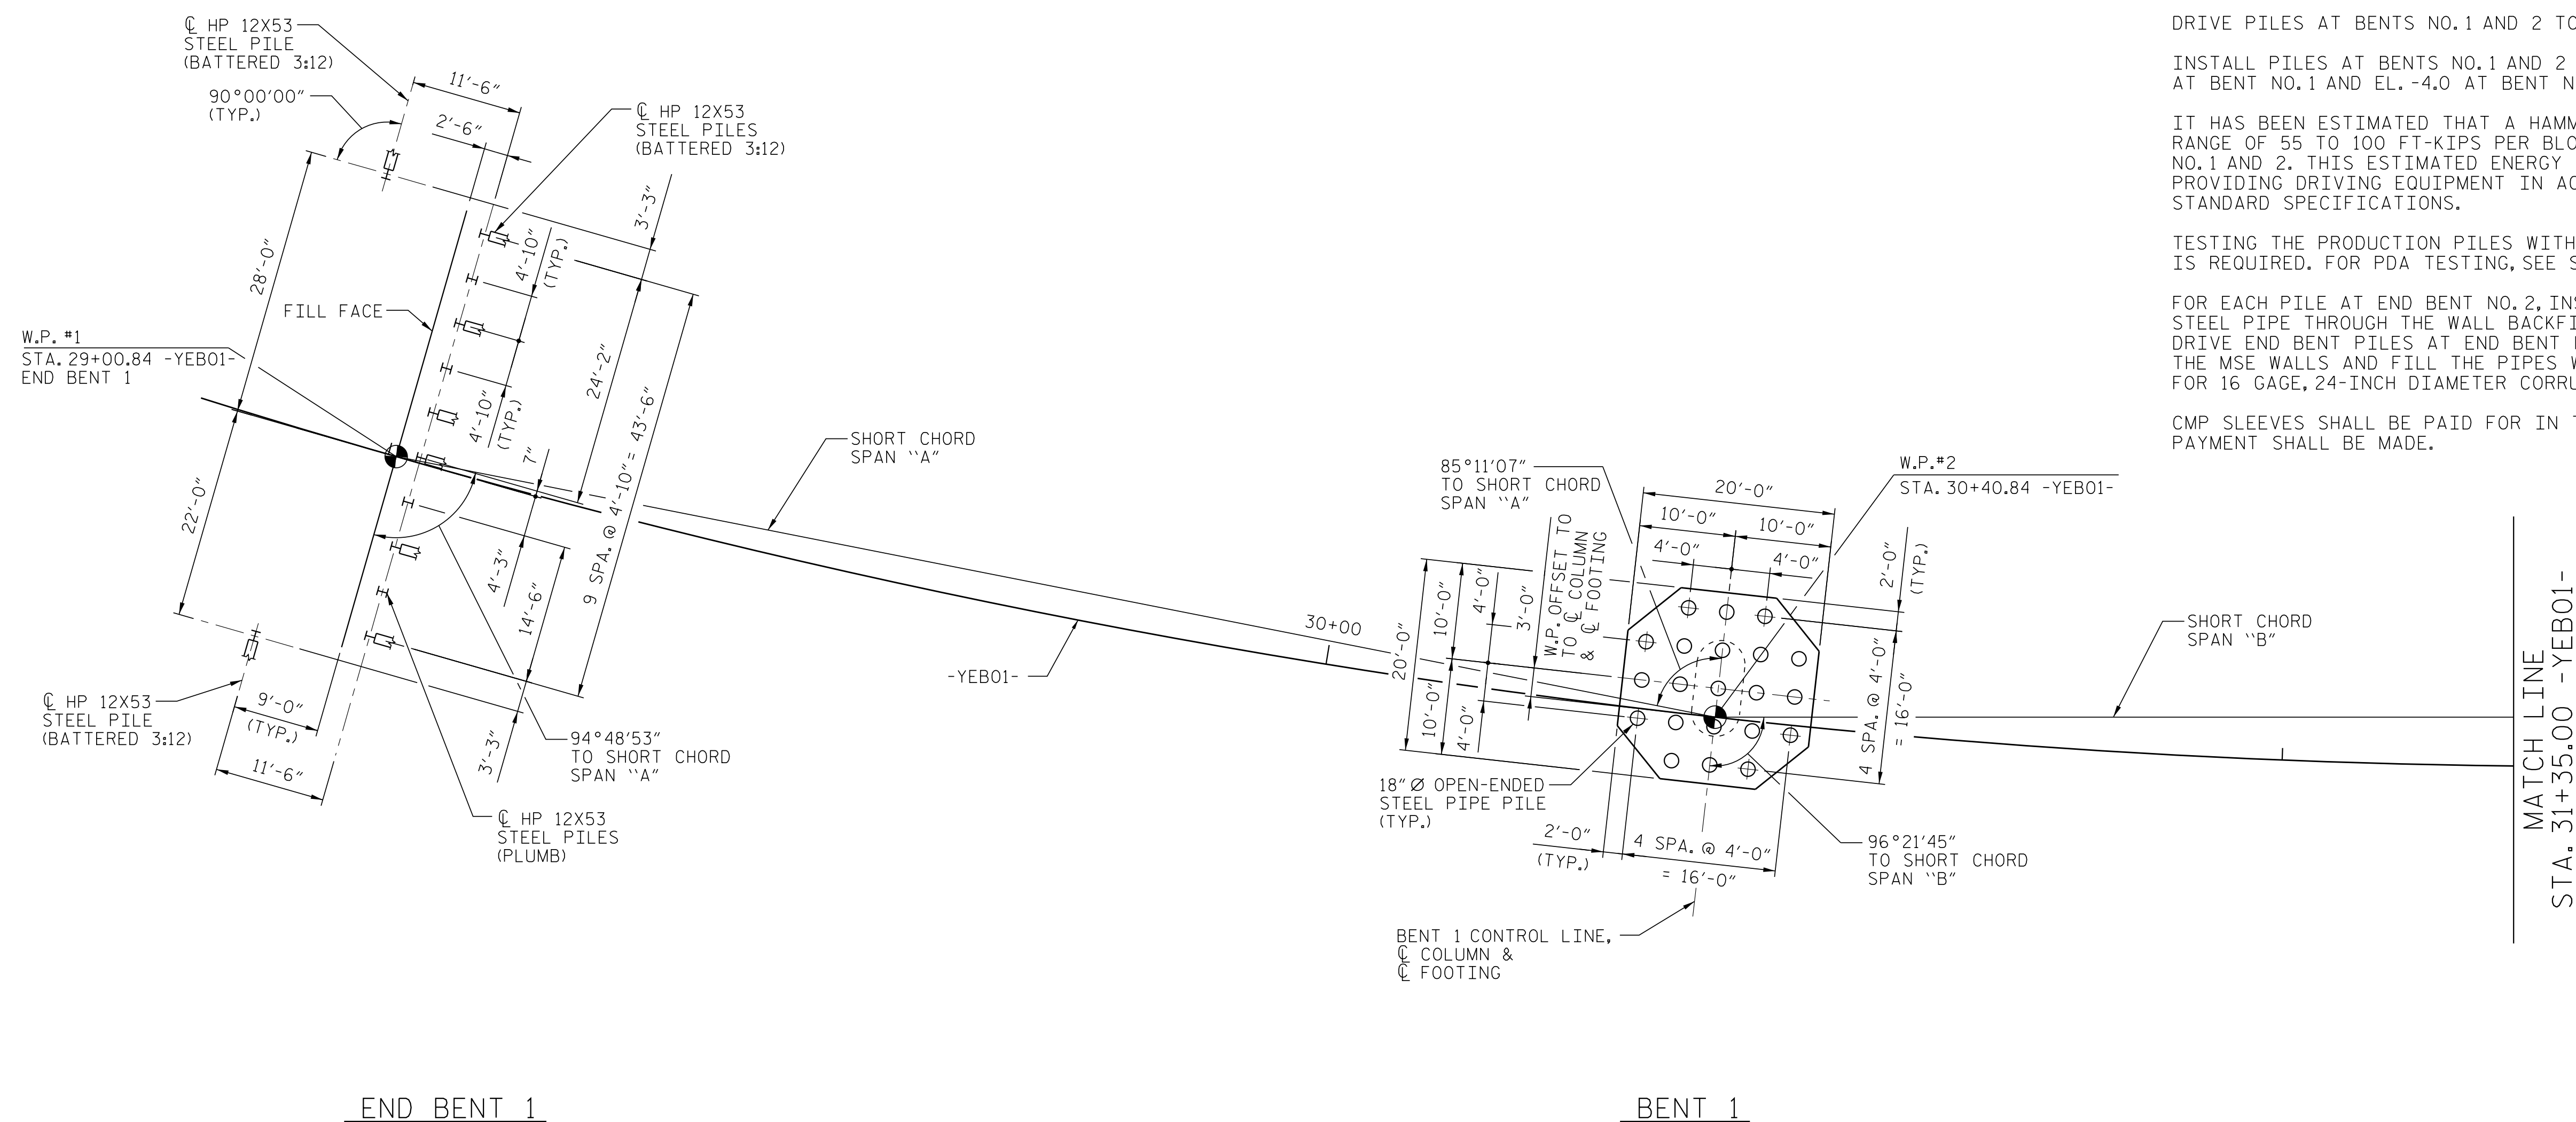 ℄ HP 12X53
STEEL PILE
(BATTERED 3:12)
90°00'00"
(TYP.)
11'-6"
2'-6"
℄ HP 12X53
STEEL PILES
(BATTERED 3:12)
3'-3"
4'-10"
(TYP.)
28'-0"
FILL FACE
24'-2"
9 SPA. @ 4'-10" = 43'-6"
W.P. #1
STA. 29+00.84 -YEB01-
END BENT 1
4'-10"
(TYP.)
7"
22'-0"
4'-3"
14'-6"
℄ HP 12X53
STEEL PILE
(BATTERED 3:12)
9'-0"
(TYP.)
11'-6"
3'-3"
94°48'53"
TO SHORT CHORD
SPAN "A"
℄ HP 12X53
STEEL PILES
(PLUMB)
SHORT CHORD
SPAN "A"
-YEB01-
30+00
85°11'07"
TO SHORT CHORD
SPAN "A"
W.P. OFFSET TO
TO ℄ COLUMN
& ℄ FOOTING
20'-0"
10'-0"
10'-0"
4'-0"
4'-0"
W.P.#2
STA. 30+40.84 -YEB01-
2'-0"
(TYP.)
20'-0"
10'-0"
10'-0"
4'-0"
4'-0"
3'-0"
4 SPA. @ 4'-0"
= 16'-0"
18" Ø OPEN-ENDED
STEEL PIPE PILE
(TYP.)
2'-0"
(TYP.)
4 SPA. @ 4'-0"
= 16'-0"
96°21'45"
TO SHORT CHORD
SPAN "B"
BENT 1 CONTROL LINE,
℄ COLUMN &
℄ FOOTING
SHORT CHORD
SPAN "B"
MATCH LINE
STA. 31+35.00 -YEB01-
DRIVE PILES AT BENTS NO. 1 AND 2 TO
INSTALL PILES AT BENTS NO. 1 AND 2
AT BENT NO. 1 AND EL. -4.0 AT BENT
IT HAS BEEN ESTIMATED THAT A
RANGE OF 55 TO 100 FT-KIPS PER
NO. 1 AND 2. THIS ESTIMATED ENERGY
PROVIDING DRIVING EQUIPMENT IN
STANDARD SPECIFICATIONS.
TESTING THE PRODUCTION PILES WITH
IS REQUIRED. FOR PDA TESTING, SEE
FOR EACH PILE AT END BENT NO. 2,
STEEL PIPE THROUGH THE WALL
DRIVE END BENT PILES AT END BENT
THE MSE WALLS AND FILL THE PIPES
FOR 16 GAGE, 24-INCH DIAMETER
CMP SLEEVES SHALL BE PAID FOR IN
PAYMENT SHALL BE MADE.
END BENT 1
BENT 1